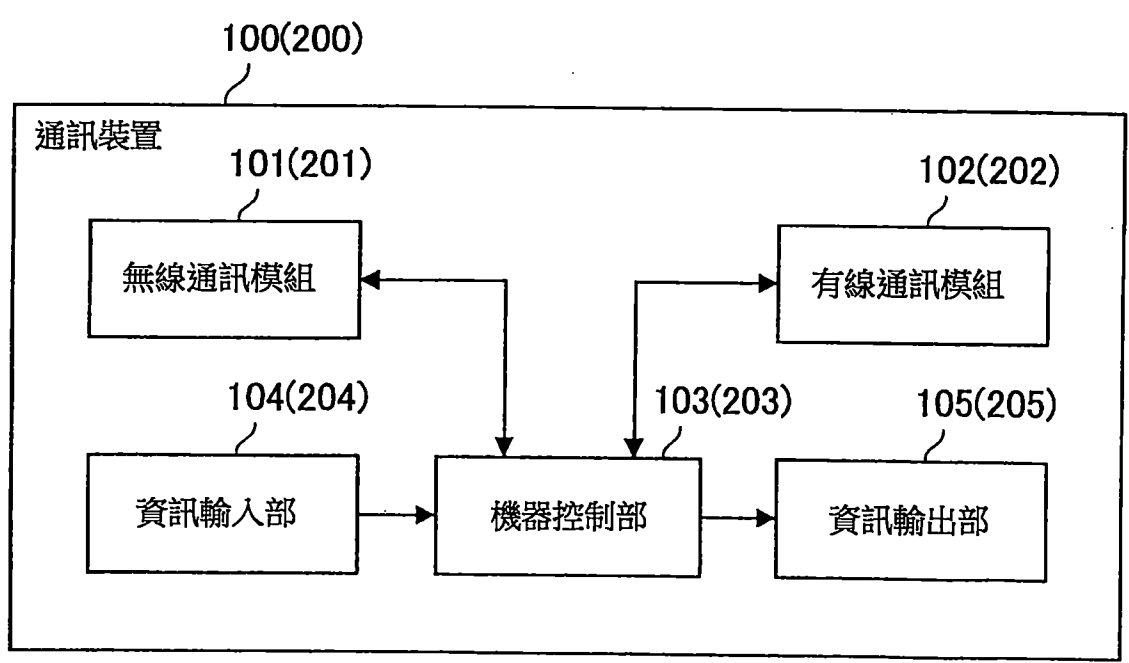 100(200)
通訊裝置
101(201)
102(202)
無線通訊模組
有線通訊模組
104(204)
103(203)
105(205)
資訊輸入部
機器控制部
資訊輸出部